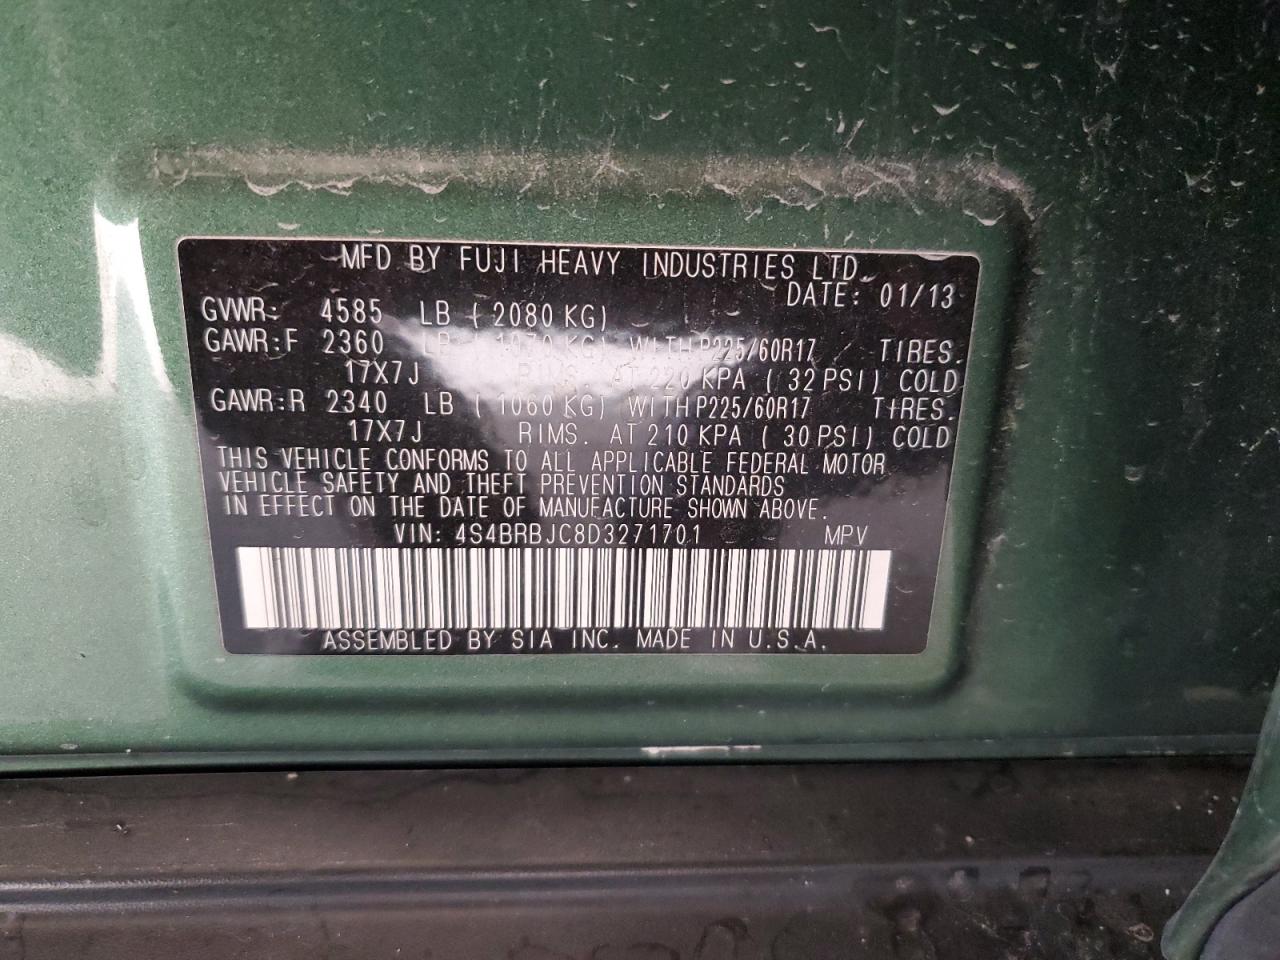 MFD BY FUJI HEAVY INDUSTRIES LTD.
DATE: 01/13
GVWR: 4585 LB ( 2080 KG)
GAWR:F 2360 LB ( 1070 KG) WITH P225/60R17 TIRES.
17X7J RIMS. AT 220 KPA ( 32 PSI) COLD
GAWR:R 2340 LB ( 1060 KG) WITH P225/60R17 TIRES.
17X7J RIMS. AT 210 KPA ( 30 PSI) COLD
THIS VEHICLE CONFORMS TO ALL APPLICABLE FEDERAL MOTOR
VEHICLE SAFETY AND THEFT PREVENTION STANDARDS
IN EFFECT ON THE DATE OF MANUFACTURE SHOWN ABOVE.
VIN: 4S4BRBJC8D3271701 MPV
ASSEMBLED BY SIA INC. MADE IN U.S.A.